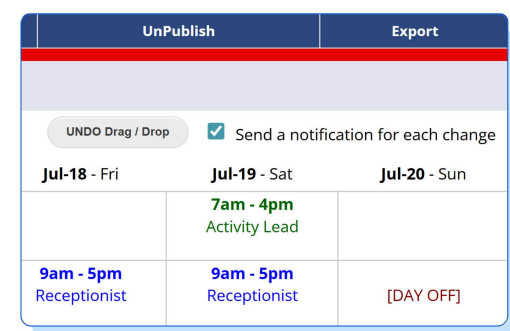 UnPublish Export
UNDO Drag / Drop Send a notification for each change
Jul-18 - Fri Jul-19 - Sat Jul-20 - Sun
7am - 4pm
Activity Lead
9am - 5pm 9am - 5pm
Receptionist Receptionist [DAY OFF]